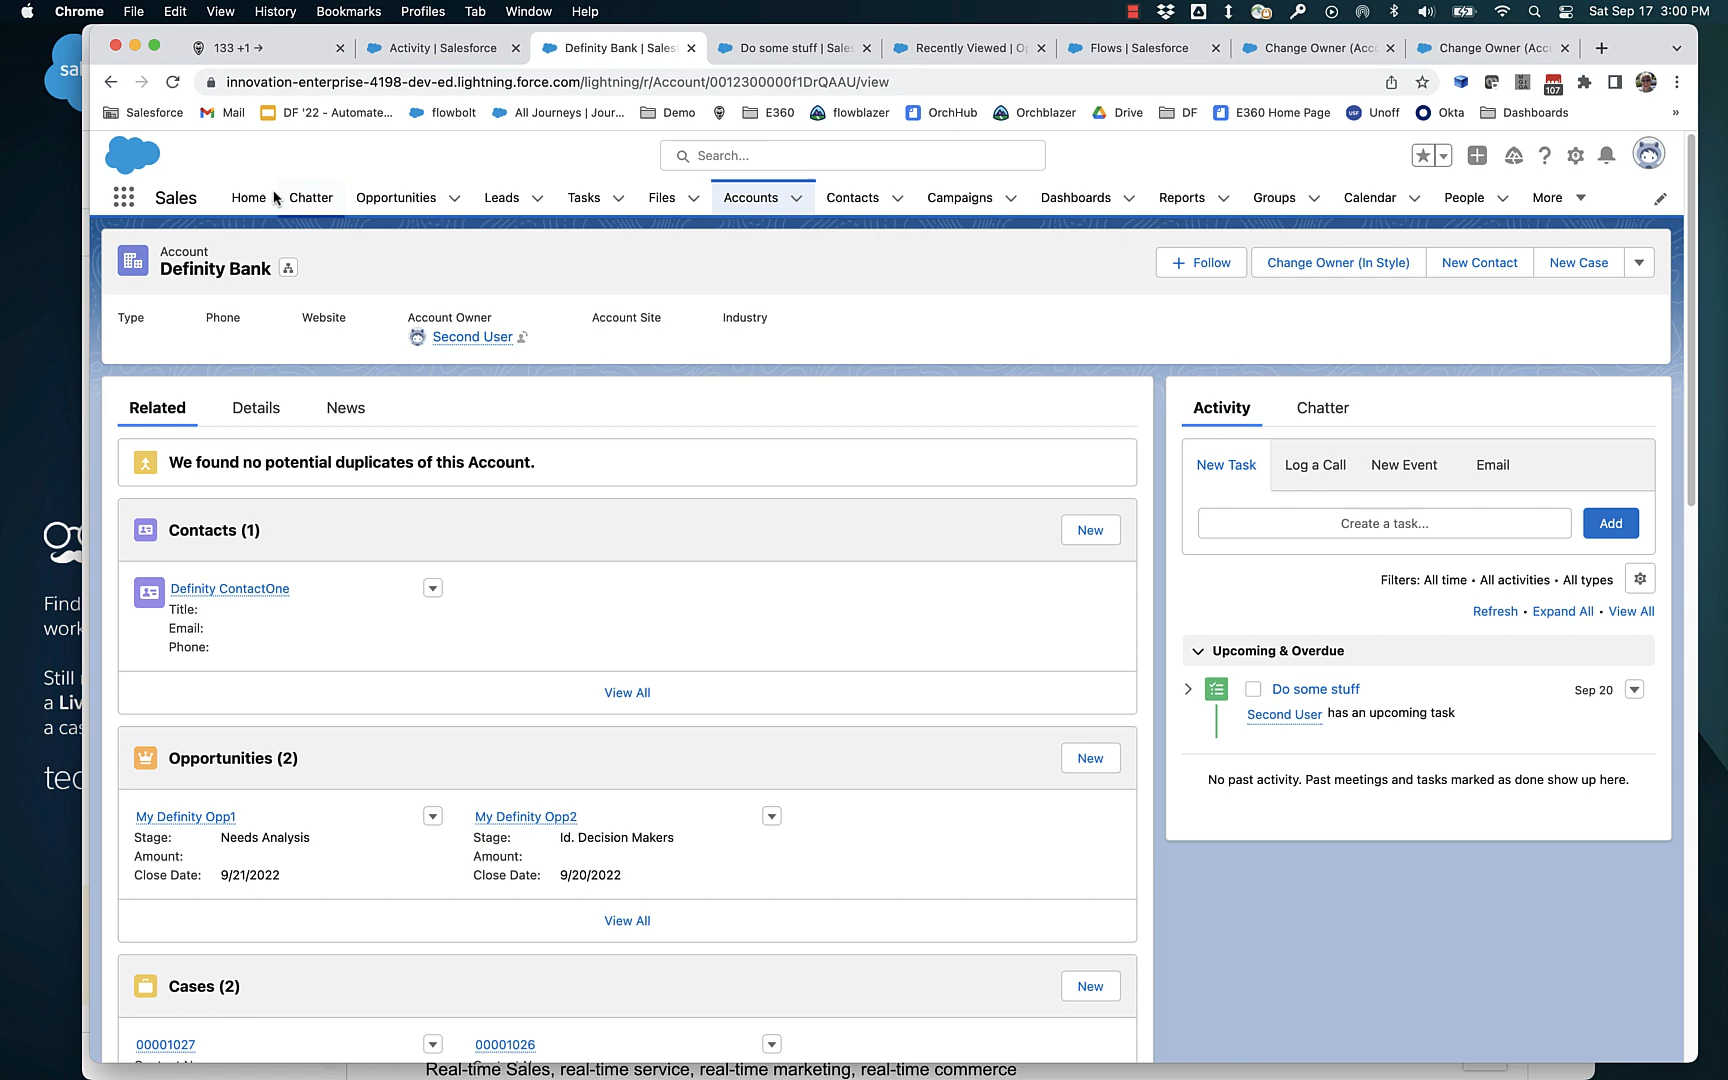 Chrome File Edit View History Bookmarks Profiles Tab Window Help Sat Sep 17 3:00 PM
133 +1 → Activity | Salesforce Definity Bank | Sales Do some stuff | Sale Recently Viewed | O Flows | Salesforce Change Owner (Acc Change Owner (Acc
innovation-enterprise-4198-dev-ed.lightning.force.com/lightning/r/Account/0012300000f1DrQAAU/view 107
Salesforce Mail DF '22 - Automate... flowbolt All Journeys | Jour... Demo E360 flowblazer OrchHub Orchblazer Drive DF E360 Home Page Unoff Okta Dashboards »
Search...
Sales Home Chatter Opportunities Leads Tasks Files Accounts Contacts Campaigns Dashboards Reports Groups Calendar People More
Account
Definity Bank
+ Follow Change Owner (In Style) New Contact New Case
Type Phone Website Account Owner Account Site Industry
Second User
Related Details News
We found no potential duplicates of this Account.
Contacts (1) New
Definity ContactOne
Title:
Email:
Phone:
View All
Opportunities (2) New
My Definity Opp1 My Definity Opp2
Stage: Needs Analysis Stage: Id. Decision Makers
Amount: Amount:
Close Date: 9/21/2022 Close Date: 9/20/2022
View All
Cases (2) New
00001027 00001026
Activity Chatter
New Task Log a Call New Event Email
Create a task... Add
Filters: All time • All activities • All types
Refresh • Expand All • View All
Upcoming & Overdue
Do some stuff Sep 20
Second User has an upcoming task
No past activity. Past meetings and tasks marked as done show up here.
sal
Find
work
Still
a Liv
a cas
tec
Real-time Sales, real-time service, real-time marketing, real-time commerce